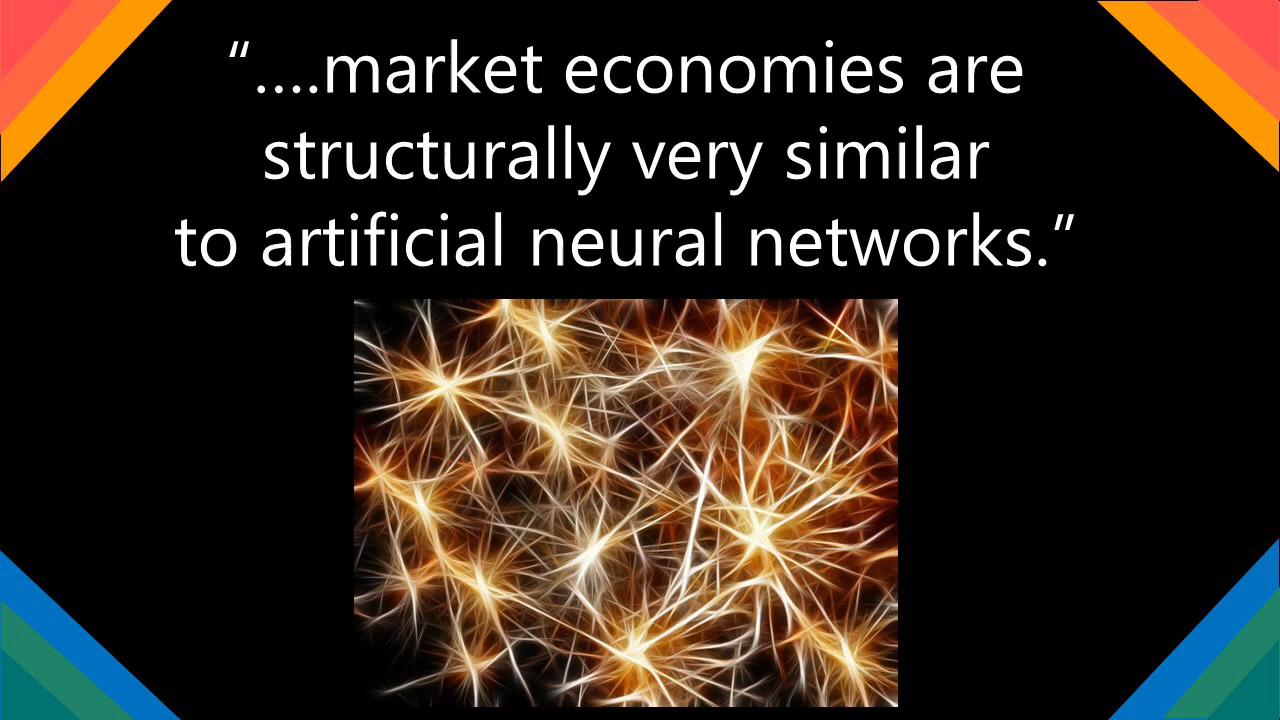 “….market economies are
structurally very similar
to artificial neural networks.”